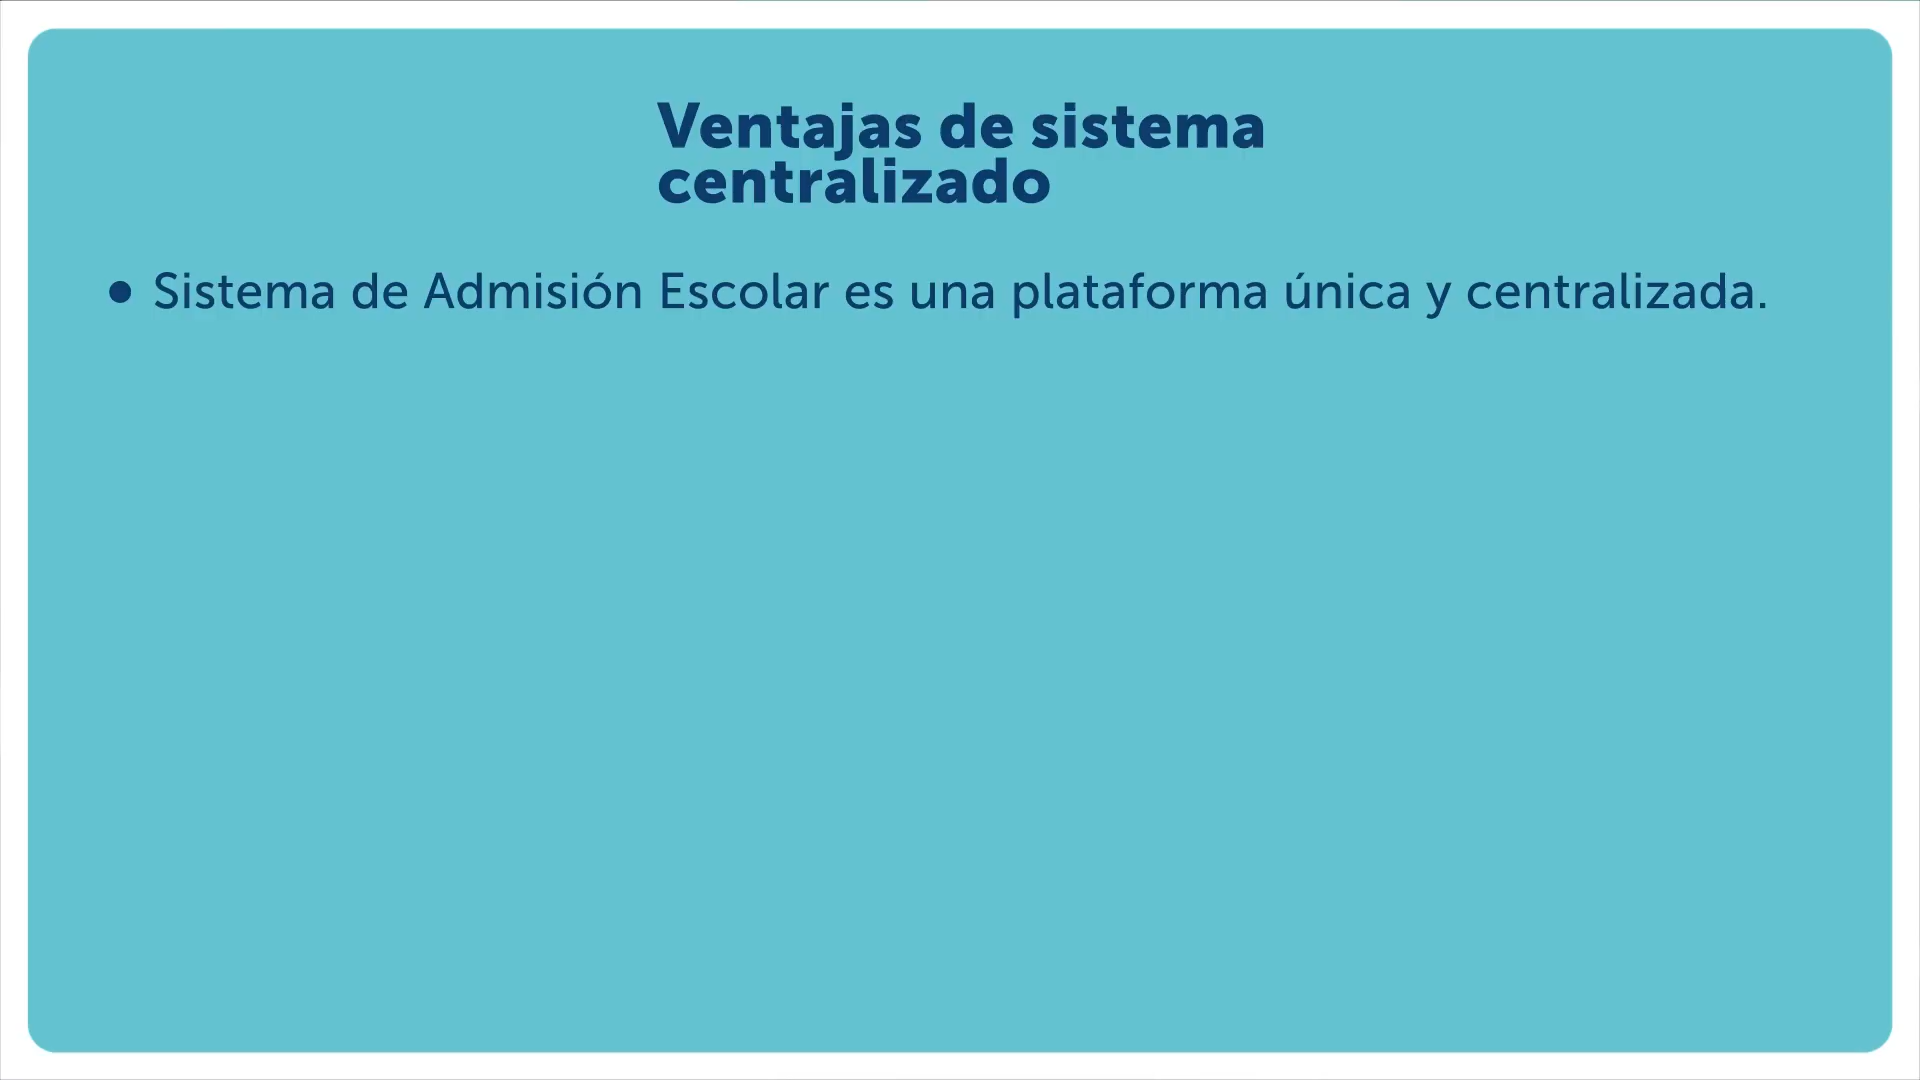 Ventajas de sistema
centralizado
• Sistema de Admisión Escolar es una plataforma única y centralizada.